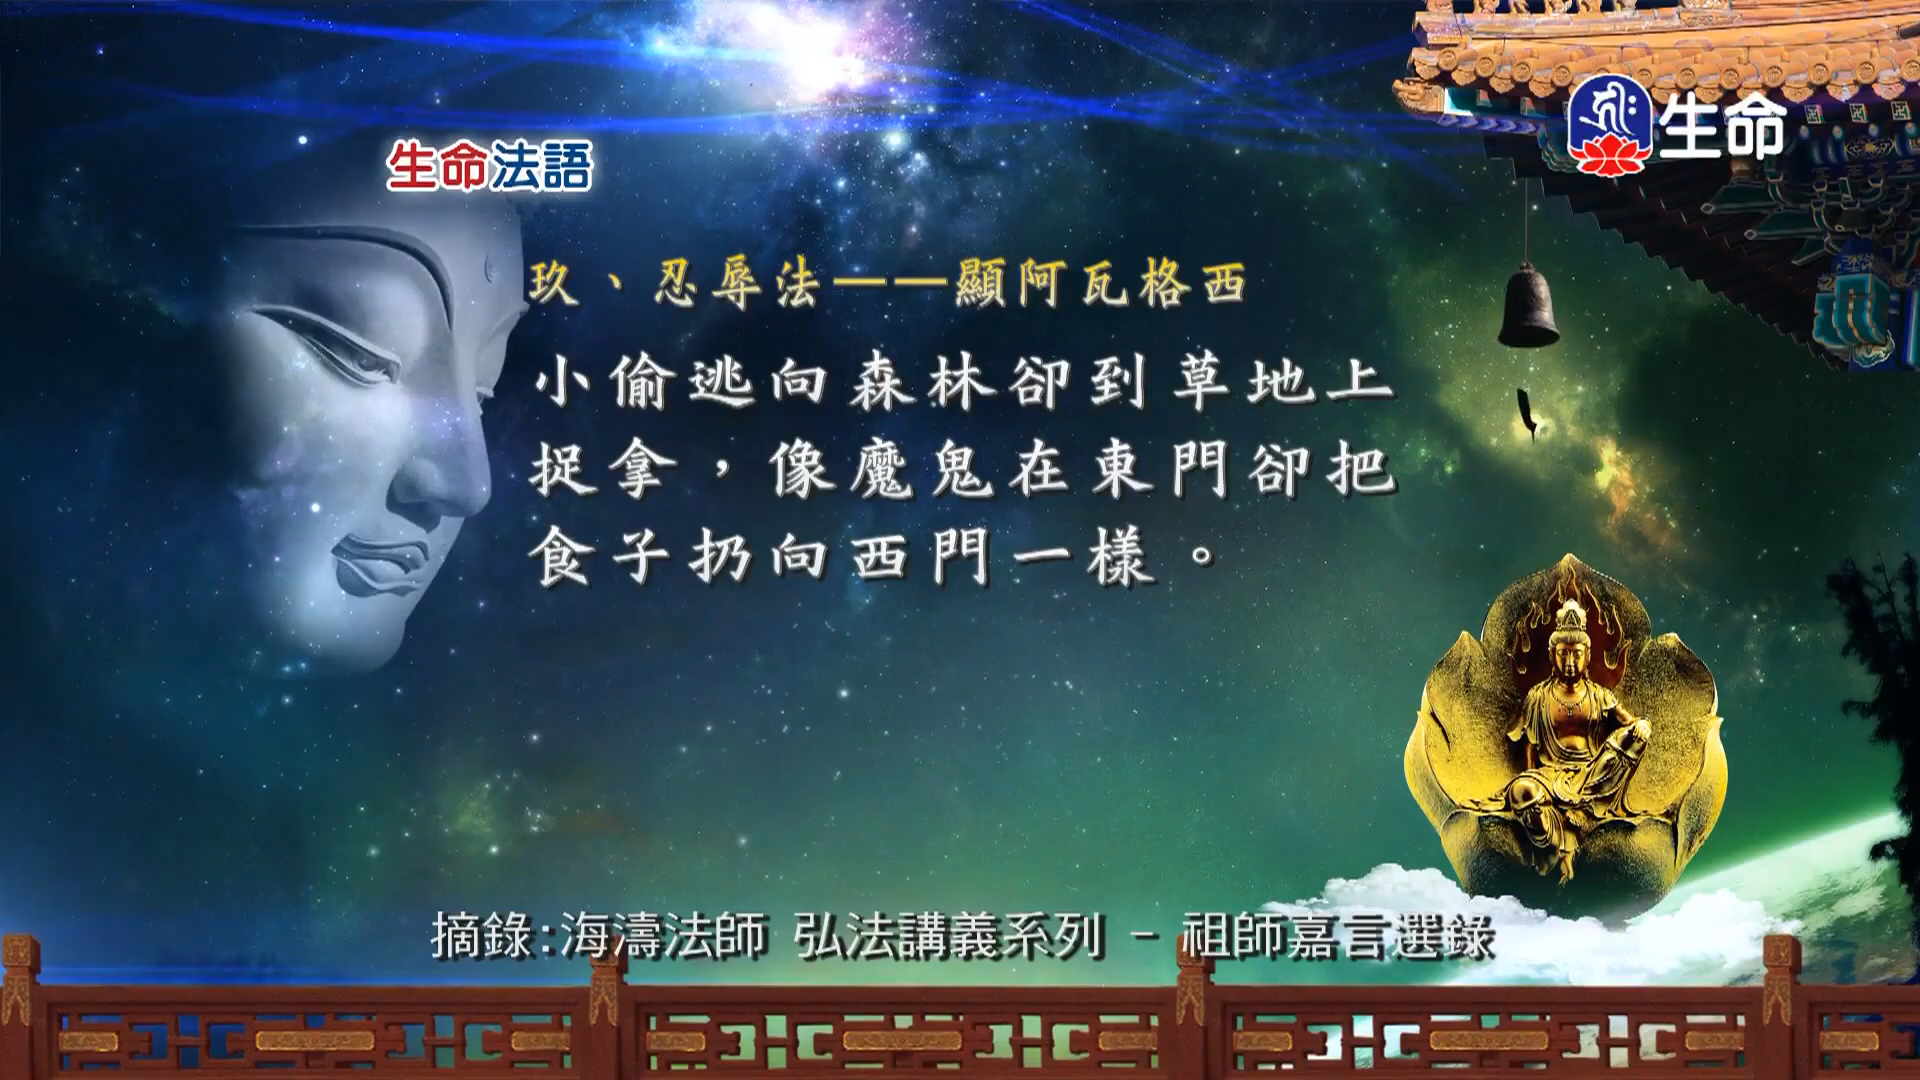 生命
生命法語
玖、忍辱法——顯阿瓦格西
小偷逃向森林卻到草地上
捉拿，像魔鬼在東門卻把
食子扔向西門一樣。
摘錄:海濤法師 弘法講義系列 - 祖師嘉言選錄